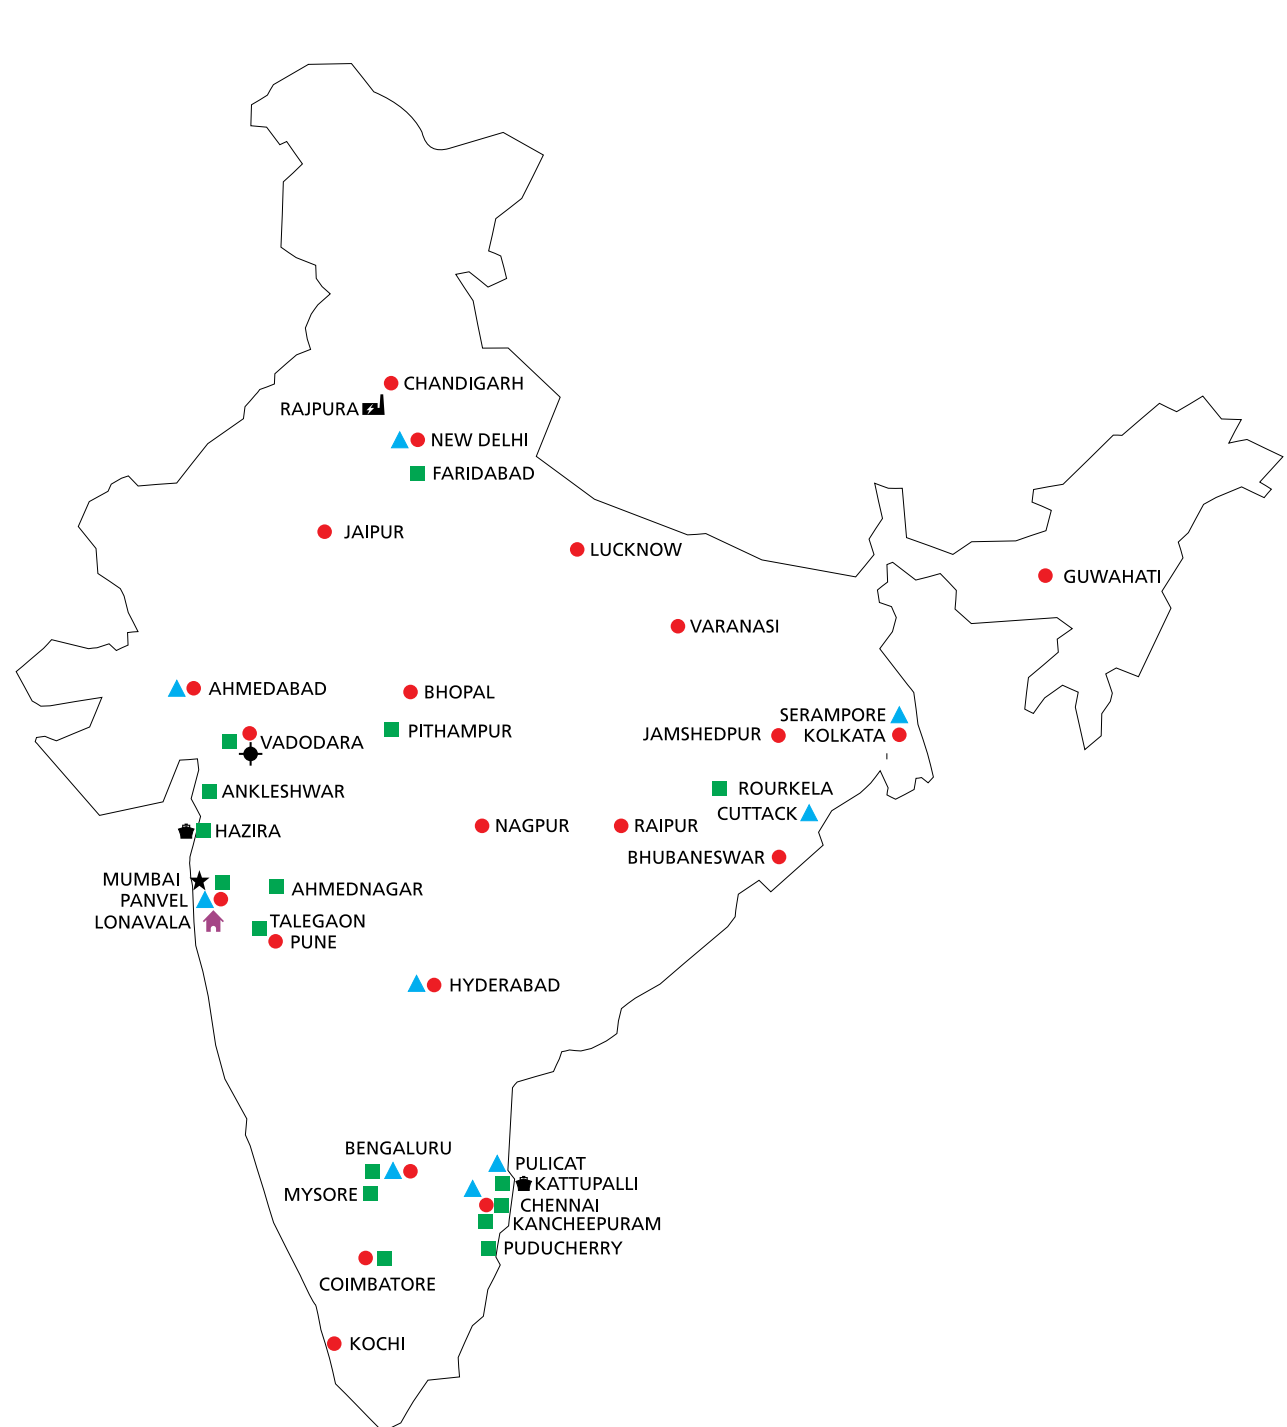 CHANDIGARH
RAJPURA
NEW DELHI
FARIDABAD
JAIPUR
LUCKNOW
GUWAHATI
VARANASI
AHMEDABAD
BHOPAL
SERAMPORE
PITHAMPUR
JAMSHEDPUR
KOLKATA
VADODARA
ANKLESHWAR
ROURKELA
CUTTACK
HAZIRA
NAGPUR
RAIPUR
BHUBANESWAR
MUMBAI
AHMEDNAGAR
PANVEL
LONAVALA
TALEGAON
PUNE
HYDERABAD
BENGALURU
PULICAT
KATTUPALLI
MYSORE
CHENNAI
KANCHEEPURAM
PUDUCHERRY
COIMBATORE
KOCHI